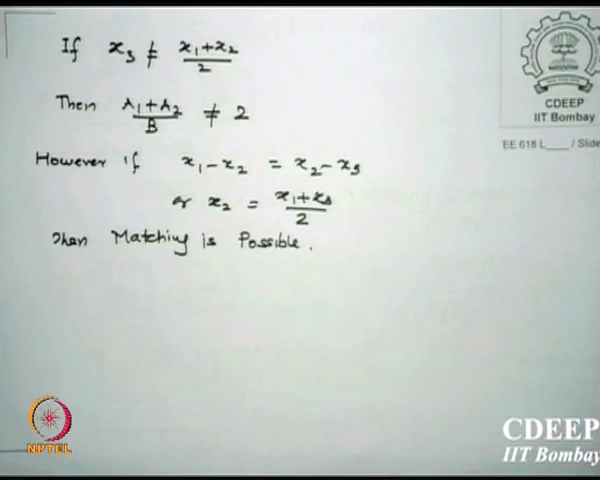 If x₃ ≠ (x₁+x₂)/2
Then (A₁+A₂)/B ≠ 2
However if x₁-x₂ = x₂-x₃
or x₂ = (x₁+x₃)/2
Then Matching is Possible.
CDEEP
IIT Bombay
EE 618 L____ / Slide
NPTEL
CDEEP
IIT Bombay